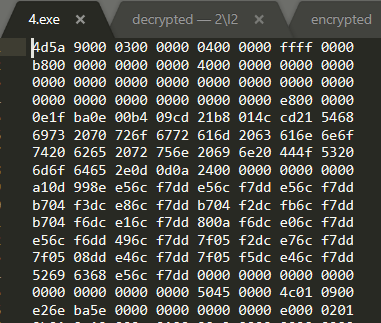 4.exe × decrypted — 2\l2 × encrypted
4d5a 9000 0300 0000 0400 0000 ffff 0000
b800 0000 0000 0000 4000 0000 0000 0000
0000 0000 0000 0000 0000 0000 0000 0000
0000 0000 0000 0000 0000 0000 e800 0000
0e1f ba0e 00b4 09cd 21b8 014c cd21 5468
6973 2070 726f 6772 616d 2063 616e 6e6f
7420 6265 2072 756e 2069 6e20 444f 5320
6d6f 6465 2e0d 0d0a 2400 0000 0000 0000
a10d 998e e56c f7dd e56c f7dd e56c f7dd
b704 f3dc e86c f7dd b704 f2dc fb6c f7dd
b704 f6dc e16c f7dd 800a f6dc e06c f7dd
e56c f6dd 496c f7dd 7f05 f2dc e76c f7dd
7f05 08dd e46c f7dd 7f05 f5dc e46c f7dd
5269 6368 e56c f7dd 0000 0000 0000 0000
0000 0000 0000 0000 5045 0000 4c01 0900
e26e ba5e 0000 0000 0000 0000 e000 0201